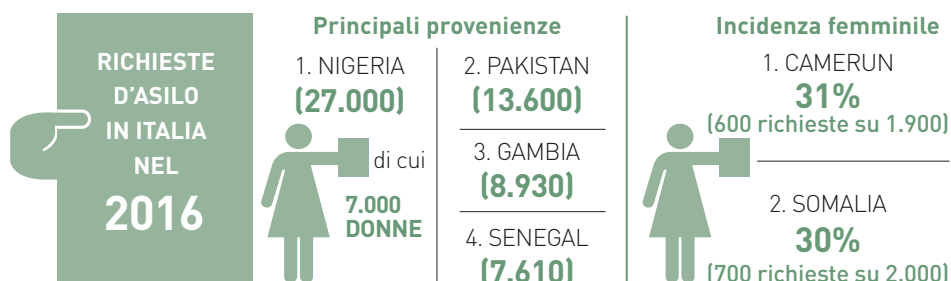 RICHIESTE
D'ASILO
IN ITALIA
NEL
2016
Principali provenienze
1. NIGERIA
(27.000)
di cui
7.000
DONNE
2. PAKISTAN
(13.600)
3. GAMBIA
(8.930)
4. SENEGAL
(7.610)
Incidenza femminile
1. CAMERUN
31%
(600 richieste su 1.900)
2. SOMALIA
30%
(700 richieste su 2.000)